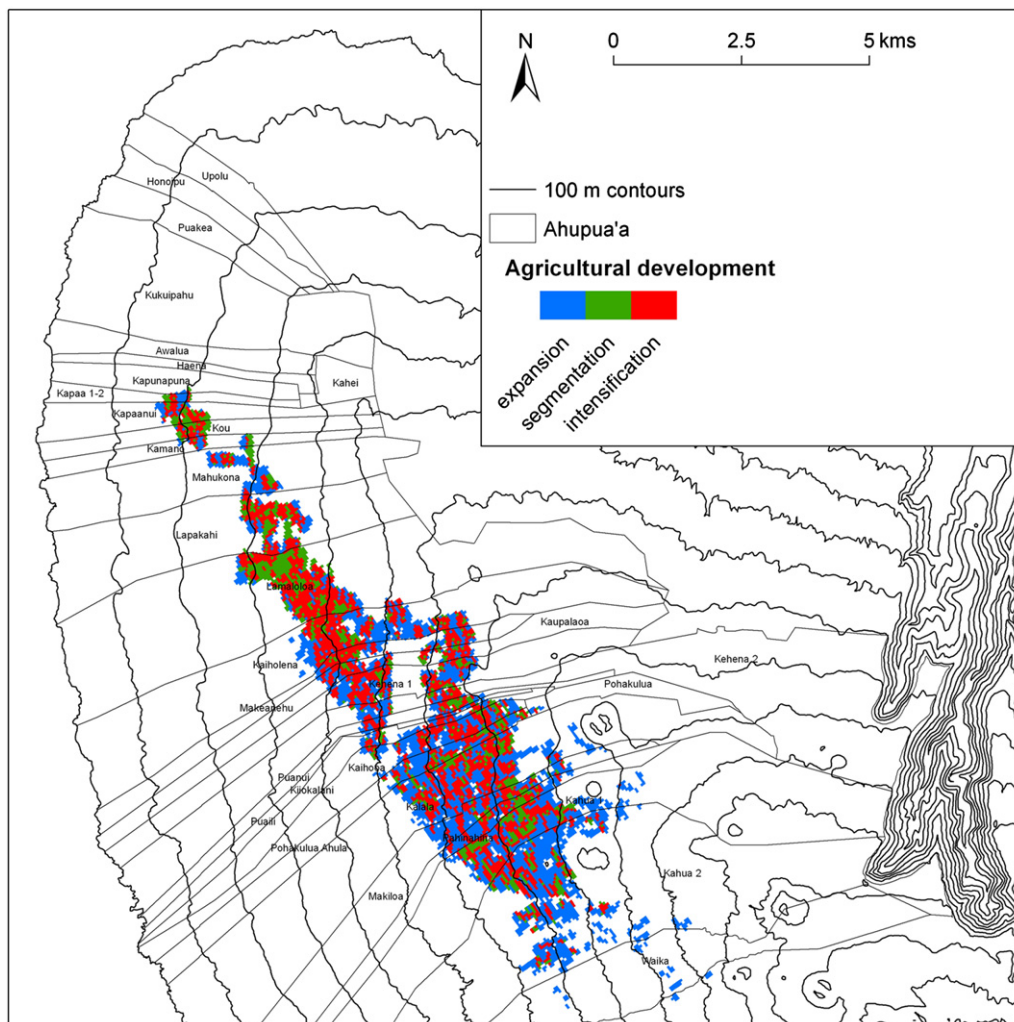 N
0 2.5 5 kms
100 m contours
Ahupua'a
Agricultural development
expansion
segmentation
intensification
Upolu
Honoipu
Puakea
Kukuipahu
Awalua
Haena
Kapunapuna
Kahei
Kapaa 1-2
Kapaanui
Kou
Kamano
Mahukona
Lapakahi
Lamaloloa
Kaupalaoa
Kehena 2
Kaiholena
Kehena 1
Pohakulua
Makeanehu
Kaihooa
Puanui
Kiiokalani
Kalala
Kahua 1
Puaili
Pahinahina
Pohakulua Ahula
Kahua 2
Makiloa
Waika